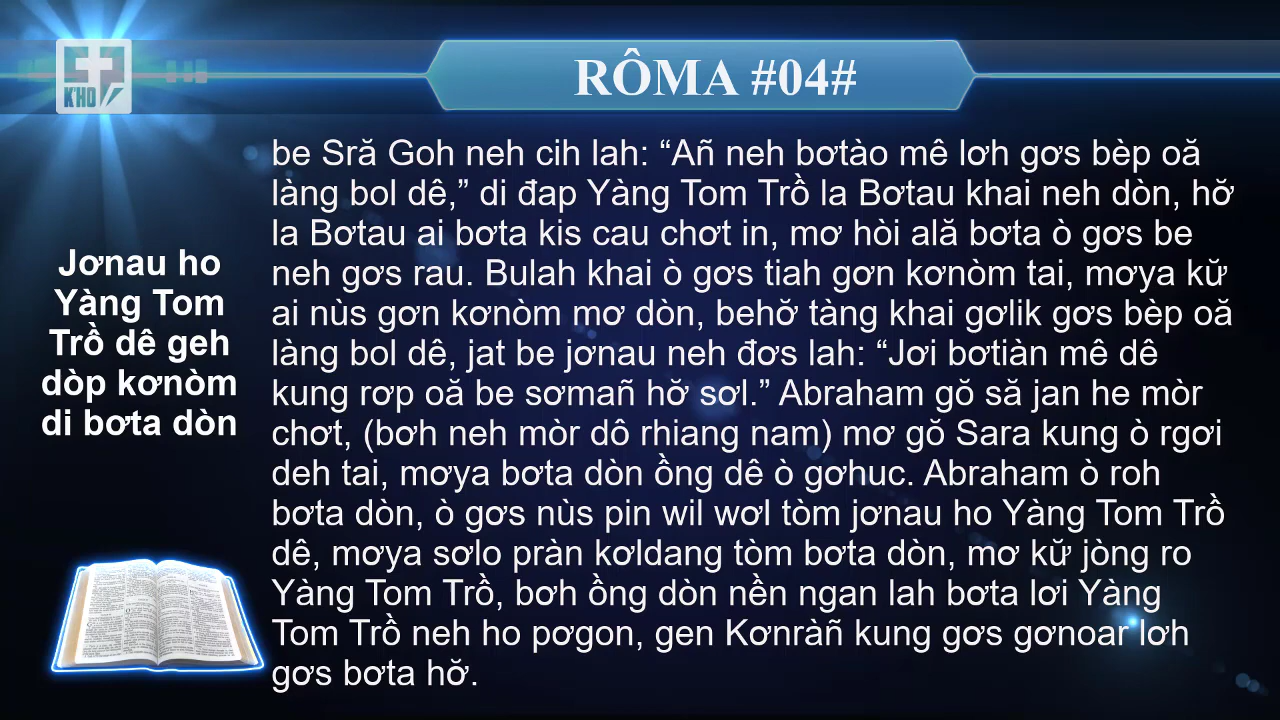 K'HO
RÔMA #04#
Jơnau ho
Yàng Tom
Trồ dê geh
dòp kơnòm
di bơta dòn
be Sră Goh neh cih lah: “Añ neh bơtào mê lơh gơs bèp oă
làng bol dê,” di đap Yàng Tom Trồ la Bơtau khai neh dòn, hơ̆
la Bơtau ai bơta kis cau chơt in, mơ hòi ală bơta ò gơs be
neh gơs rau. Bulah khai ò gơs tiah gơn kơnòm tai, mơya kư̆
ai nùs gơn kơnòm mơ dòn, behơ̆ tàng khai gơlik gơs bèp oă
làng bol dê, jat be jơnau neh đơs lah: “Jơi bơtiàn mê dê
kung rơp oă be sơmañ hơ̆ sơl.” Abraham gŏ să jan he mòr
chơt, (bơh neh mòr dô rhiang nam) mơ gŏ Sara kung ò rgơi
deh tai, mơya bơta dòn ồng dê ò gơhuc. Abraham ò roh
bơta dòn, ò gơs nùs pin wil wơl tòm jơnau ho Yàng Tom Trồ
dê, mơya sơlo pràn kơldang tòm bơta dòn, mơ kư̆ jòng ro
Yàng Tom Trồ, bơh ồng dòn nền ngan lah bơta lơi Yàng
Tom Trồ neh ho pơgon, gen Kơnràñ kung gơs gơnoar lơh
gơs bơta hơ̆.